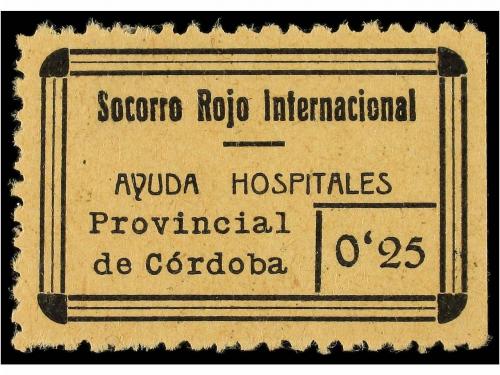 Socorro Rojo Internacional
AYUDA HOSPITALES
Provincial
de Córdoba
0'25